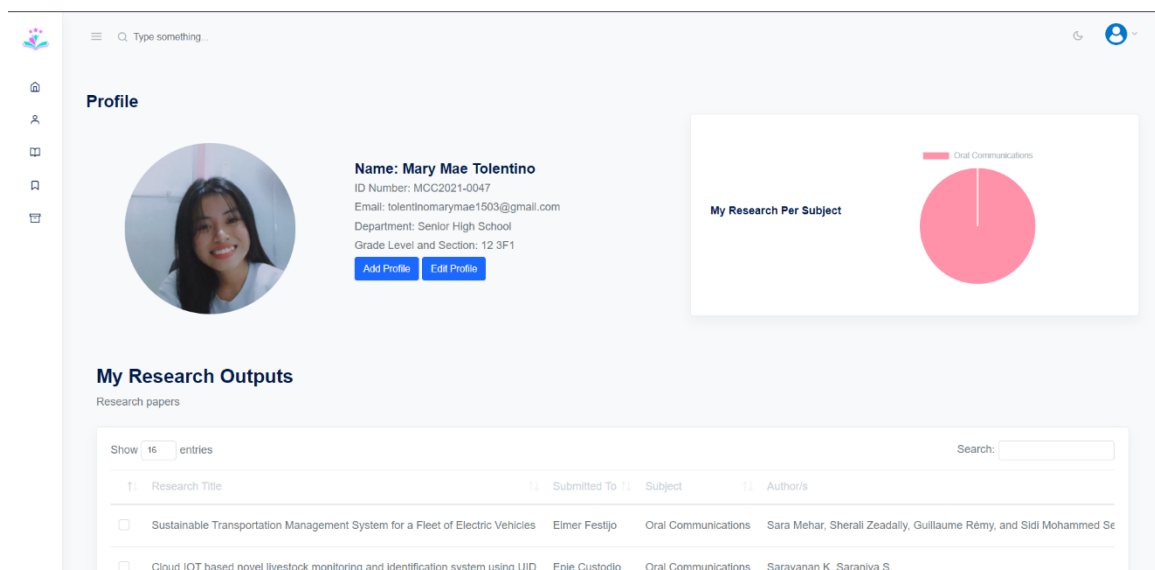 Type something...
Profile
Name: Mary Mae Tolentino
ID Number: MCC2021-0047
Email: tolentinomarymae1503@gmail.com
Department: Senior High School
Grade Level and Section: 12 3F1
Add Profile Edit Profile
My Research Per Subject
Oral Communications
My Research Outputs
Research papers
Show 16 entries Search:
Research Title Submitted To Subject Author/s
Sustainable Transportation Management System for a Fleet of Electric Vehicles Elmer Festijo Oral Communications Sara Mehar, Sherali Zeadally, Guillaume Rémy, and Sidi Mohammed Se
Cloud IOT based novel livestock monitoring and identification system using UID Epie Custodio Oral Communications Saravanan K, Saraniya S.